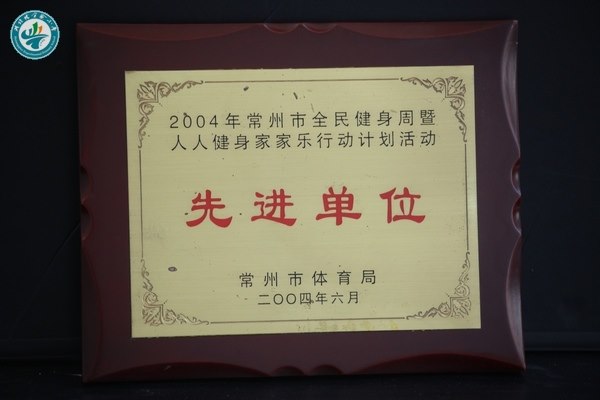 2004年常州市全民健身周暨
人人健身家家乐行动计划活动
先进单位
常州市体育局
二〇〇四年六月